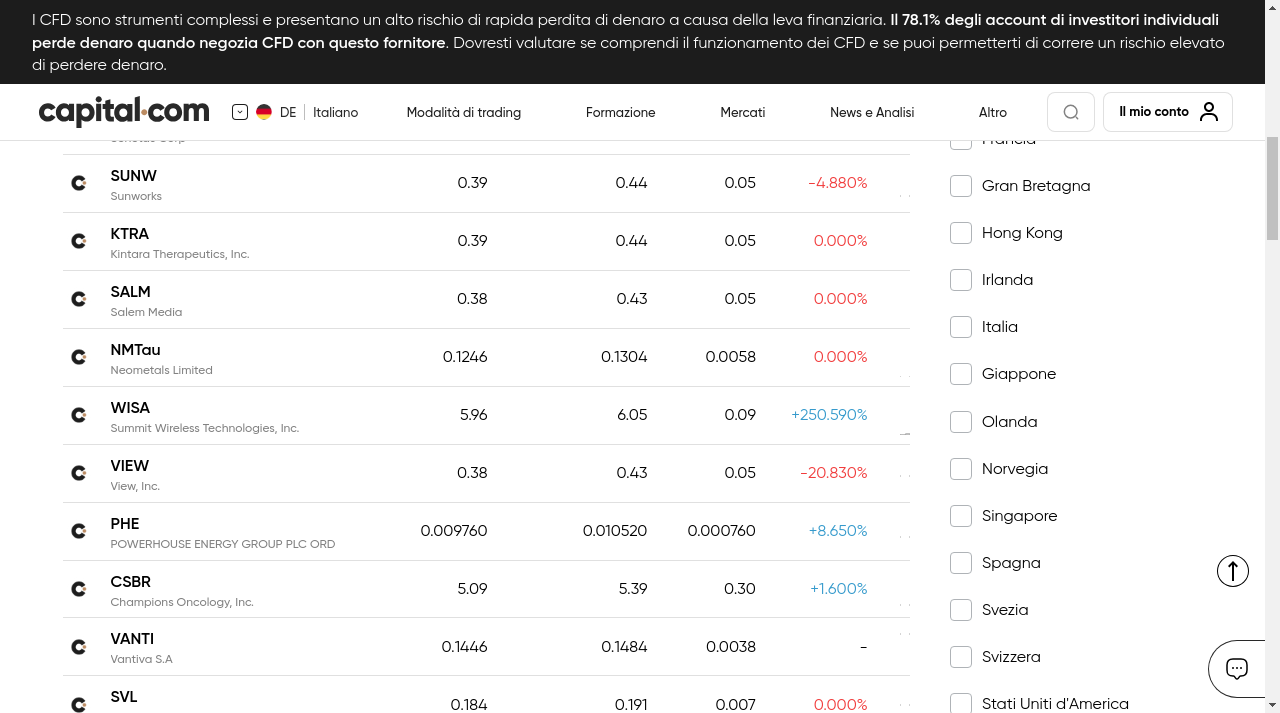 I CFD sono strumenti complessi e presentano un alto rischio di rapida perdita di denaro a causa della leva finanziaria. Il 78.1% degli account di investitori individuali
perde denaro quando negozia CFD con questo fornitore. Dovresti valutare se comprendi il funzionamento dei CFD e se puoi permetterti di correre un rischio elevato
di perdere denaro.
capital.com DE Italiano Modalità di trading Formazione Mercati News e Analisi Altro Il mio conto
SUNW 0.39 0.44 0.05 -4.880%
Sunworks
KTRA 0.39 0.44 0.05 0.000%
Kintara Therapeutics, Inc.
SALM 0.38 0.43 0.05 0.000%
Salem Media
NMTau 0.1246 0.1304 0.0058 0.000%
Neometals Limited
WISA 5.96 6.05 0.09 +250.590%
Summit Wireless Technologies, Inc.
VIEW 0.38 0.43 0.05 -20.830%
View, Inc.
PHE 0.009760 0.010520 0.000760 +8.650%
POWERHOUSE ENERGY GROUP PLC ORD
CSBR 5.09 5.39 0.30 +1.600%
Champions Oncology, Inc.
VANTI 0.1446 0.1484 0.0038 -
Vantiva S.A
SVL 0.184 0.191 0.007 0.000%
Francia
Gran Bretagna
Hong Kong
Irlanda
Italia
Giappone
Olanda
Norvegia
Singapore
Spagna
Svezia
Svizzera
Stati Uniti d'America